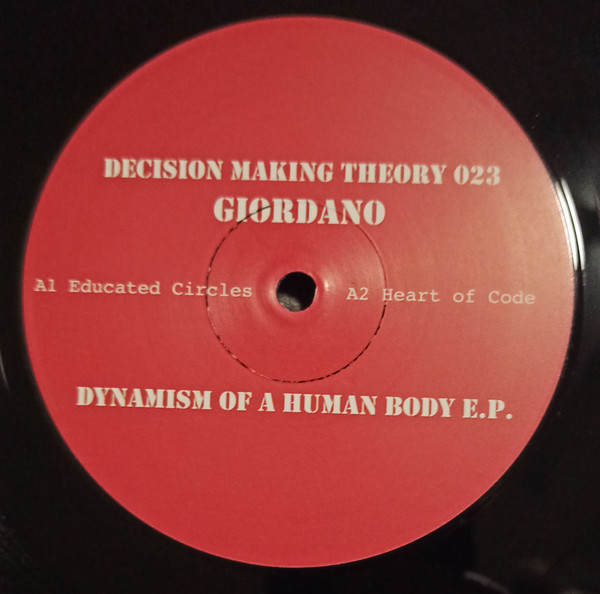 DECISION MAKING THEORY 023
GIORDANO
A1 Educated Circles
A2 Heart of Code
DYNAMISM OF A HUMAN BODY E.P.